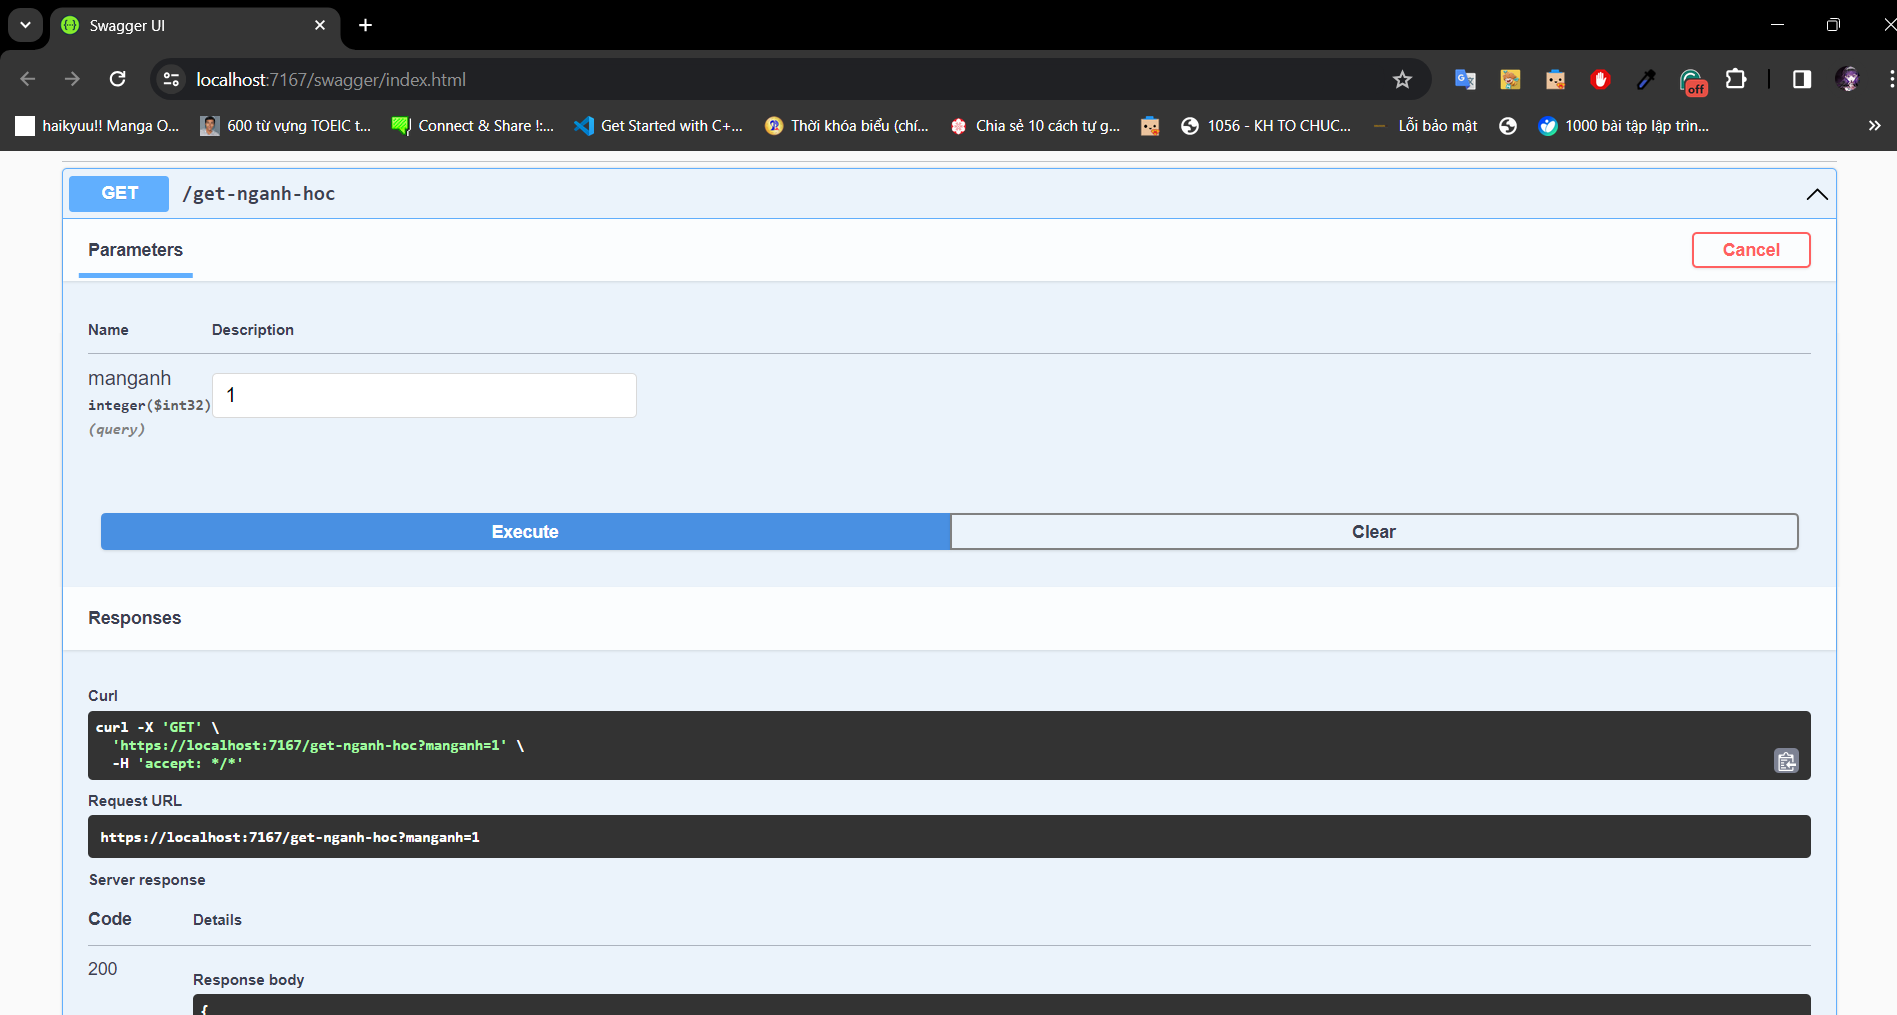 Swagger UI
localhost:7167/swagger/index.html
off
haikyuu!! Manga O...
600 từ vựng TOEIC t...
Connect & Share !:...
Get Started with C+...
Thời khóa biểu (chí...
Chia sẻ 10 cách tự g...
1056 - KH TO CHUC...
Lỗi bảo mật
1000 bài tập lập trìn...
GET /get-nganh-hoc
Parameters
Cancel
Name Description
manganh
integer($int32)
(query)
1
Execute
Clear
Responses
Curl
curl -X 'GET' \
'https://localhost:7167/get-nganh-hoc?manganh=1' \
-H 'accept: */*'
Request URL
https://localhost:7167/get-nganh-hoc?manganh=1
Server response
Code Details
200
Response body
{